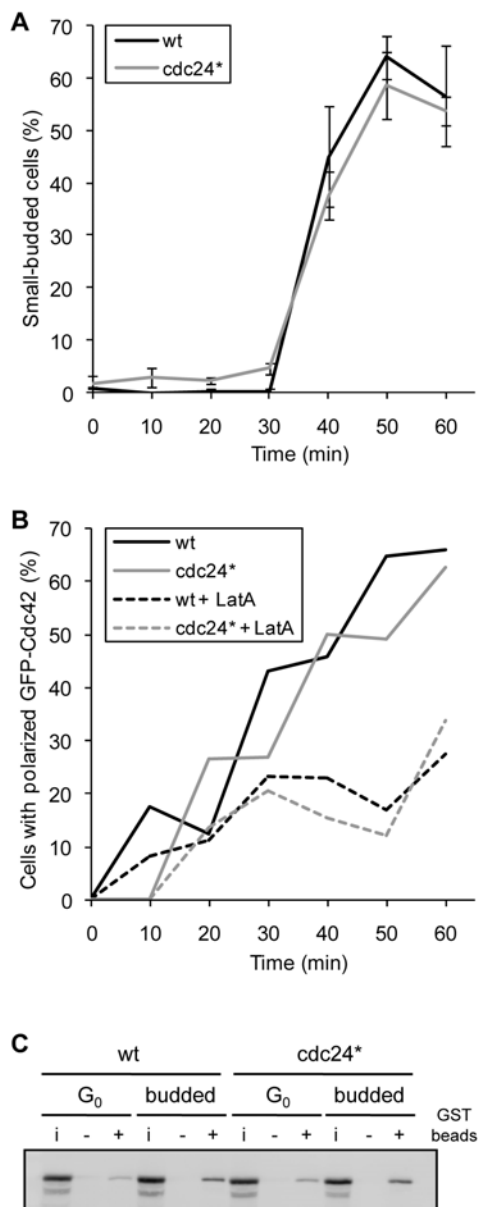 A
wt
cdc24*
Small-budded cells (%)
70
60
50
40
30
20
10
0
0 10 20 30 40 50 60
Time (min)
B
wt
cdc24*
wt + LatA
cdc24* + LatA
Cells with polarized GFP-Cdc42 (%)
70
60
50
40
30
20
10
0
0 10 20 30 40 50 60
Time (min)
C
wt cdc24*
G₀ budded G₀ budded GST
i - + i - + i - + i - + beads